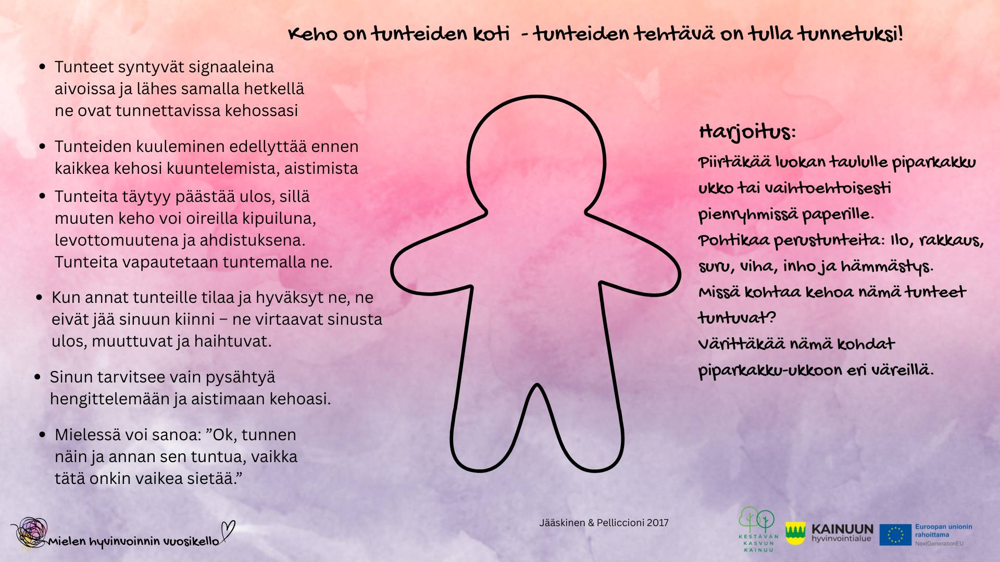 Keho on tunteiden koti - tunteiden tehtävä on tulla tunnetuksi!
• Tunteet syntyvät signaaleina
aivoissa ja lähes samalla hetkellä
ne ovat tunnettavissa kehossasi
• Tunteiden kuuleminen edellyttää ennen
kaikkea kehosi kuuntelemista, aistimista
• Tunteita täytyy päästää ulos, sillä
muuten keho voi oireilla kipuiluna,
levottomuutena ja ahdistuksena.
Tunteita vapautetaan tuntemalla ne.
• Kun annat tunteille tilaa ja hyväksyt ne, ne
eivät jää sinuun kiinni – ne virtaavat sinusta
ulos, muuttuvat ja haihtuvat.
• Sinun tarvitsee vain pysähtyä
hengittelemään ja aistimaan kehoasi.
• Mielessä voi sanoa: ”Ok, tunnen
näin ja annan sen tuntua, vaikka
tätä onkin vaikea sietää.”
Harjoitus:
Piirtäkää luokan taululle piparkakku
ukko tai vaihtoehtoisesti
pienryhmissä paperille.
Pohtikaa perustunteita: Ilo, rakkaus,
suru, viha, inho ja hämmästys.
Missä kohtaa kehoa nämä tunteet
tuntuvat?
Värittäkää nämä kohdat
piparkakku-ukkoon eri väreillä.
Mielen hyvinvoinnin vuosikello
Jääskinen & Pelliccioni 2017
KESTÄVÄN
KASVUN
KAINUU
KAINUUN
hyvinvointialue
Euroopan unionin
rahoittama
NextGenerationEU